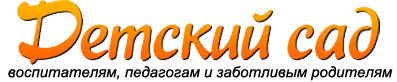 Детский сад
воспитателям, педагогам и заботливым родителям